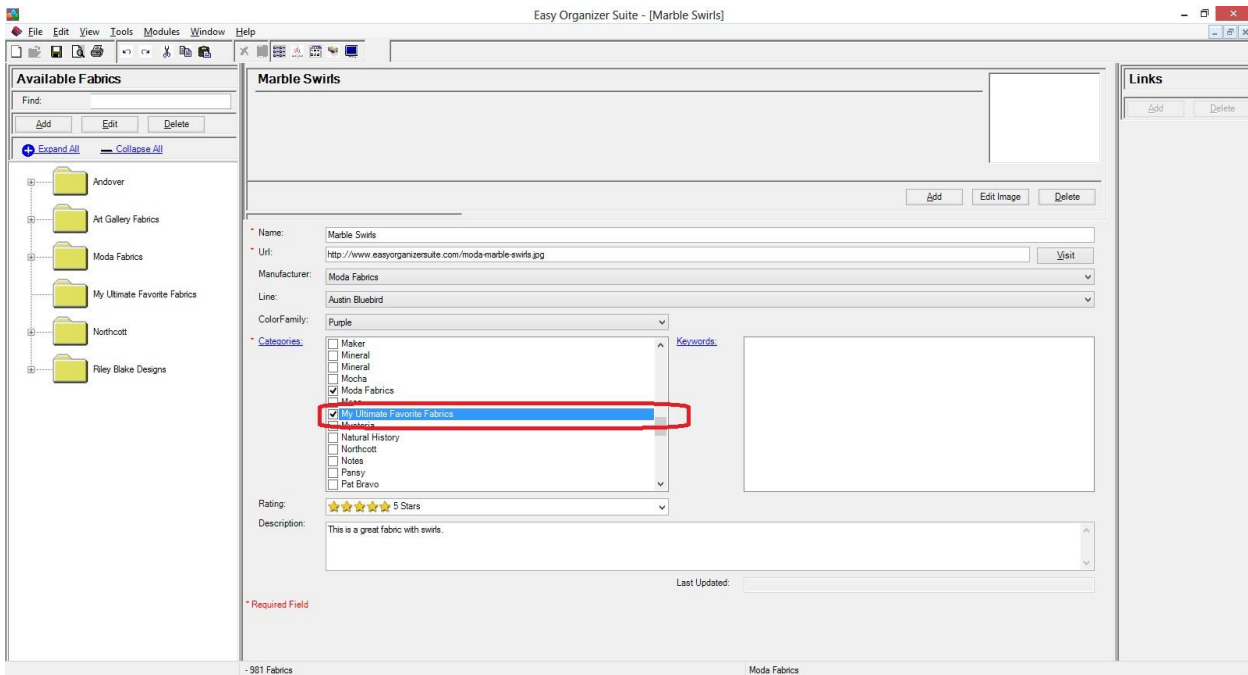 Easy Organizer Suite - [Marble Swirls]
File Edit View Tools Modules Window Help
Available Fabrics
Find:
Add Edit Delete
Expand All Collapse All
Andover
Art Gallery Fabrics
Moda Fabrics
My Ultimate Favorite Fabrics
Northcott
Riley Blake Designs
Marble Swirls
Add Edit Image Delete
* Name: Marble Swirls
* Url: http://www.easyorganizersuite.com/moda-marble-swirls.jpg Visit
Manufacturer: Moda Fabrics
Line: Austin Bluebird
ColorFamily: Purple
* Categories:
Maker
Mineral
Mineral
Mocha
Moda Fabrics
My Ultimate Favorite Fabrics
Mysteria
Natural History
Northcott
Notes
Pansy
Pat Bravo
Keywords:
Rating: 5 Stars
Description: This is a great fabric with swirls.
Last Updated:
* Required Field
- 981 Fabrics
Moda Fabrics
Links
Add Delete